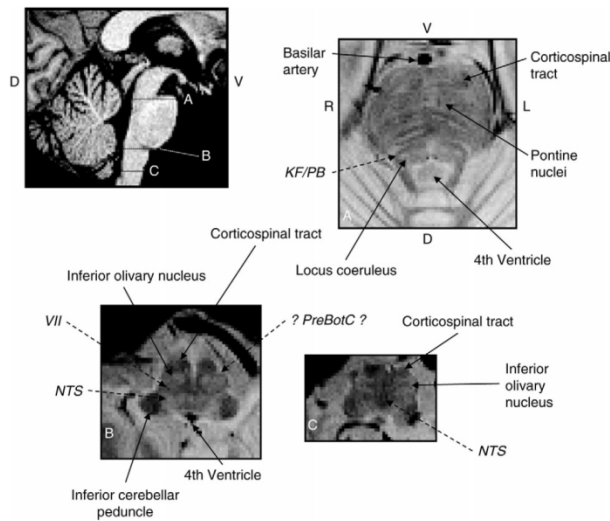 D
V
A
B
C
V
Basilar
artery
Corticospinal
tract
R
L
KF/PB
Pontine
nuclei
A
D
Locus coeruleus
4th Ventricle
Corticospinal tract
Inferior olivary nucleus
VII
? PreBotC ?
NTS
B
4th Ventricle
Inferior cerebellar
peduncle
Corticospinal tract
Inferior
olivary
nucleus
C
NTS